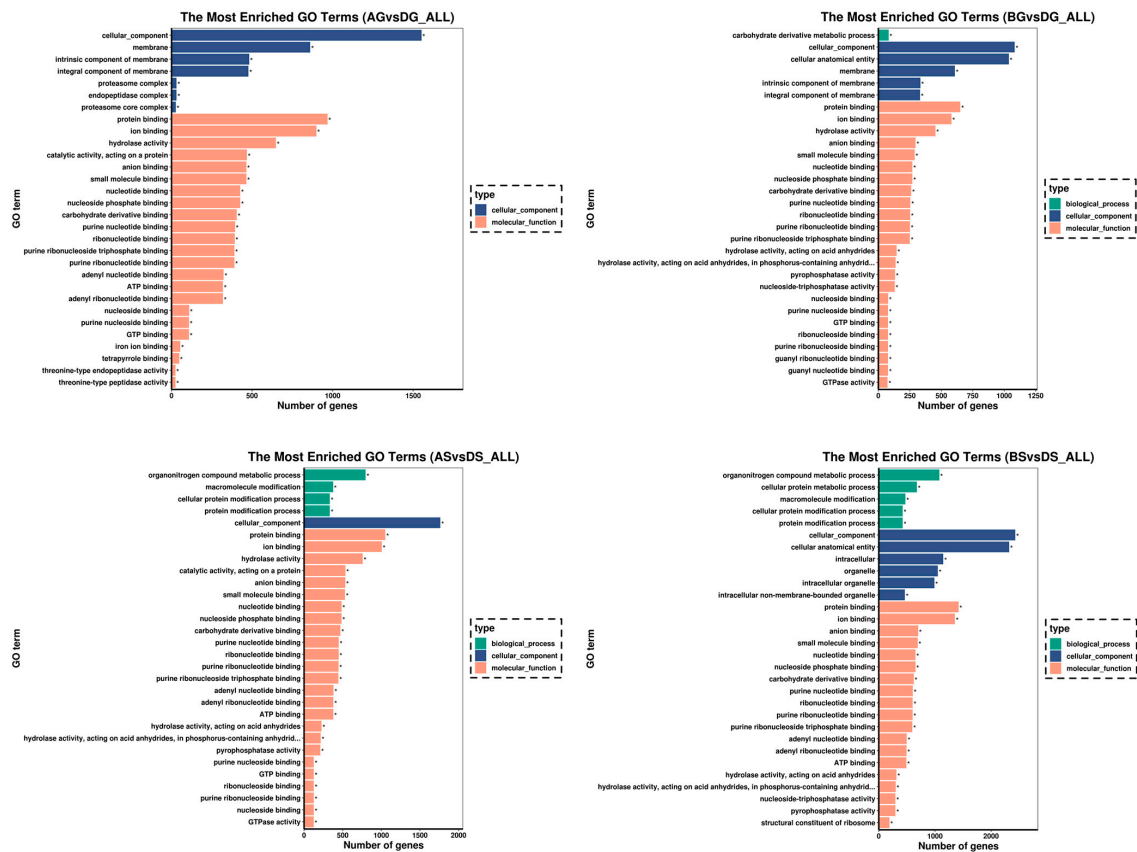 The Most Enriched GO Terms (AGvsDG_ALL)
cellular_component
membrane
intrinsic component of membrane
integral component of membrane
proteasome complex
endopeptidase complex
proteasome core complex
protein binding
ion binding
hydrolase activity
catalytic activity, acting on a protein
anion binding
small molecule binding
nucleotide binding
nucleoside phosphate binding
carbohydrate derivative binding
purine nucleotide binding
ribonucleotide binding
purine ribonucleoside triphosphate binding
purine ribonucleotide binding
adenyl nucleotide binding
ATP binding
adenyl ribonucleotide binding
nucleoside binding
purine nucleoside binding
GTP binding
iron ion binding
tetrapyrrole binding
threonine-type endopeptidase activity
threonine-type peptidase activity
GO term
0 500 1000 1500
Number of genes
type
cellular_component
molecular_function
The Most Enriched GO Terms (BGvsDG_ALL)
carbohydrate derivative metabolic process
cellular_component
cellular anatomical entity
membrane
intrinsic component of membrane
integral component of membrane
protein binding
ion binding
hydrolase activity
anion binding
small molecule binding
nucleotide binding
nucleoside phosphate binding
carbohydrate derivative binding
purine nucleotide binding
ribonucleotide binding
purine ribonucleotide binding
purine ribonucleoside triphosphate binding
hydrolase activity, acting on acid anhydrides
hydrolase activity, acting on acid anhydrides, in phosphorus-containing anhydrid...
pyrophosphatase activity
nucleoside-triphosphatase activity
nucleoside binding
purine nucleoside binding
GTP binding
ribonucleoside binding
purine ribonucleoside binding
guanyl ribonucleotide binding
guanyl nucleotide binding
GTPase activity
GO term
0 250 500 750 1000 1250
Number of genes
type
biological_process
cellular_component
molecular_function
The Most Enriched GO Terms (ASvsDS_ALL)
organonitrogen compound metabolic process
macromolecule modification
cellular protein modification process
protein modification process
cellular_component
protein binding
ion binding
hydrolase activity
catalytic activity, acting on a protein
anion binding
small molecule binding
nucleotide binding
nucleoside phosphate binding
carbohydrate derivative binding
purine nucleotide binding
ribonucleotide binding
purine ribonucleotide binding
purine ribonucleoside triphosphate binding
adenyl nucleotide binding
adenyl ribonucleotide binding
ATP binding
hydrolase activity, acting on acid anhydrides
hydrolase activity, acting on acid anhydrides, in phosphorus-containing anhydrid...
pyrophosphatase activity
purine nucleoside binding
GTP binding
ribonucleoside binding
purine ribonucleoside binding
nucleoside binding
GTPase activity
GO term
0 500 1000 1500 2000
Number of genes
type
biological_process
cellular_component
molecular_function
The Most Enriched GO Terms (BSvsDS_ALL)
organonitrogen compound metabolic process
cellular protein metabolic process
macromolecule modification
cellular protein modification process
protein modification process
cellular_component
cellular anatomical entity
intracellular
organelle
intracellular organelle
intracellular non-membrane-bounded organelle
protein binding
ion binding
anion binding
small molecule binding
nucleotide binding
nucleoside phosphate binding
carbohydrate derivative binding
purine nucleotide binding
ribonucleotide binding
purine ribonucleotide binding
purine ribonucleoside triphosphate binding
adenyl nucleotide binding
adenyl ribonucleotide binding
ATP binding
hydrolase activity, acting on acid anhydrides
hydrolase activity, acting on acid anhydrides, in phosphorus-containing anhydrid...
nucleoside-triphosphatase activity
pyrophosphatase activity
structural constituent of ribosome
GO term
0 1000 2000
Number of genes
type
biological_process
cellular_component
molecular_function